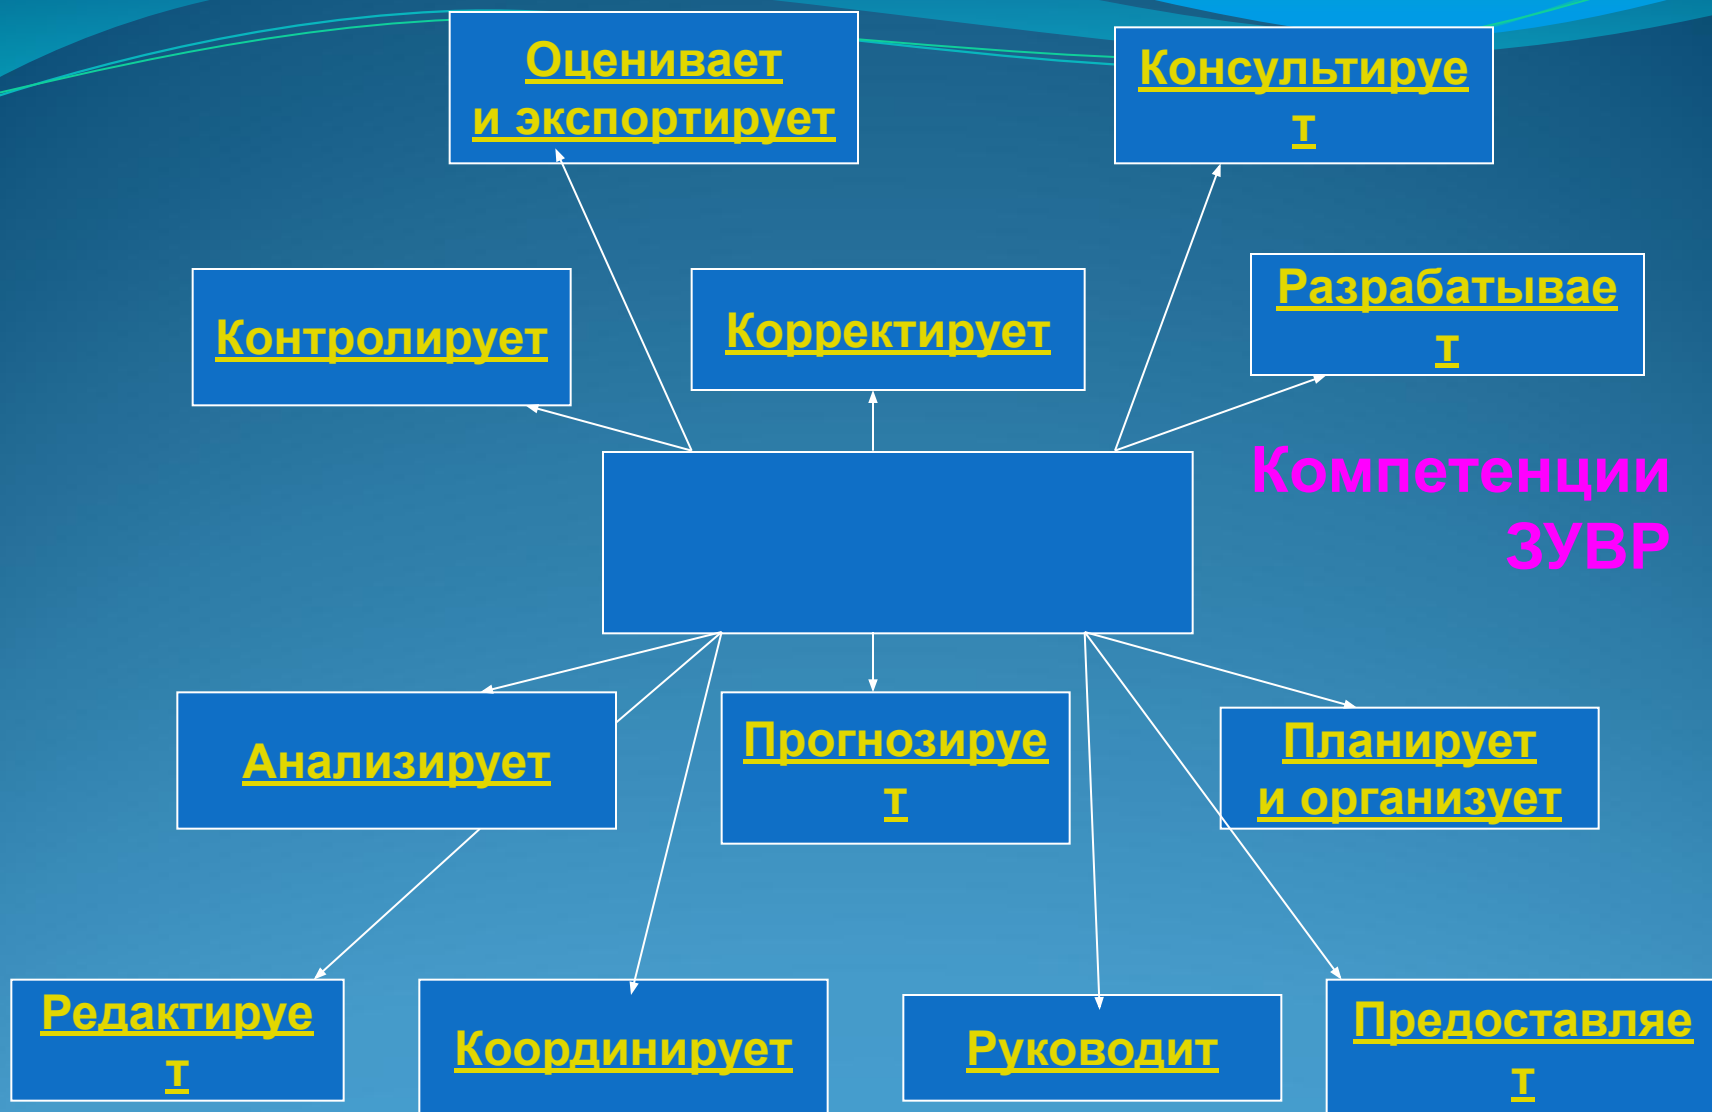 Оценивает
и экспортирует
Консультируе
т
Контролирует
Корректирует
Разрабатывае
т
Компетенции
ЗУВР
Анализирует
Прогнозируе
т
Планирует
и организует
Редактируе
т
Координирует
Руководит
Предоставляе
т